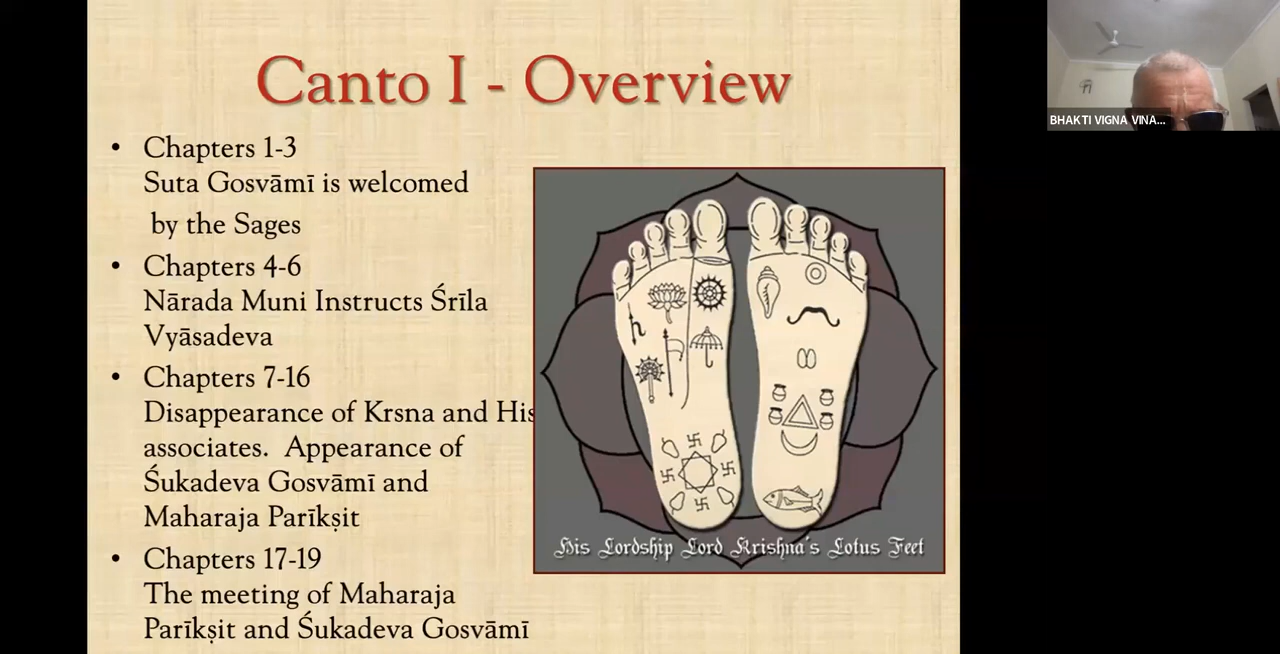 Canto I - Overview
• Chapters 1-3
Suta Gosvāmī is welcomed
by the Sages
• Chapters 4-6
Nārada Muni Instructs Śrīla
Vyāsadeva
• Chapters 7-16
Disappearance of Krsna and His
associates. Appearance of
Śukadeva Gosvāmī and
Maharaja Parīkṣit
• Chapters 17-19
The meeting of Maharaja
Parīkṣit and Śukadeva Gosvāmī
His Lordship Lord Krishna's Lotus Feet
BHAKTI VIGNA VINA...